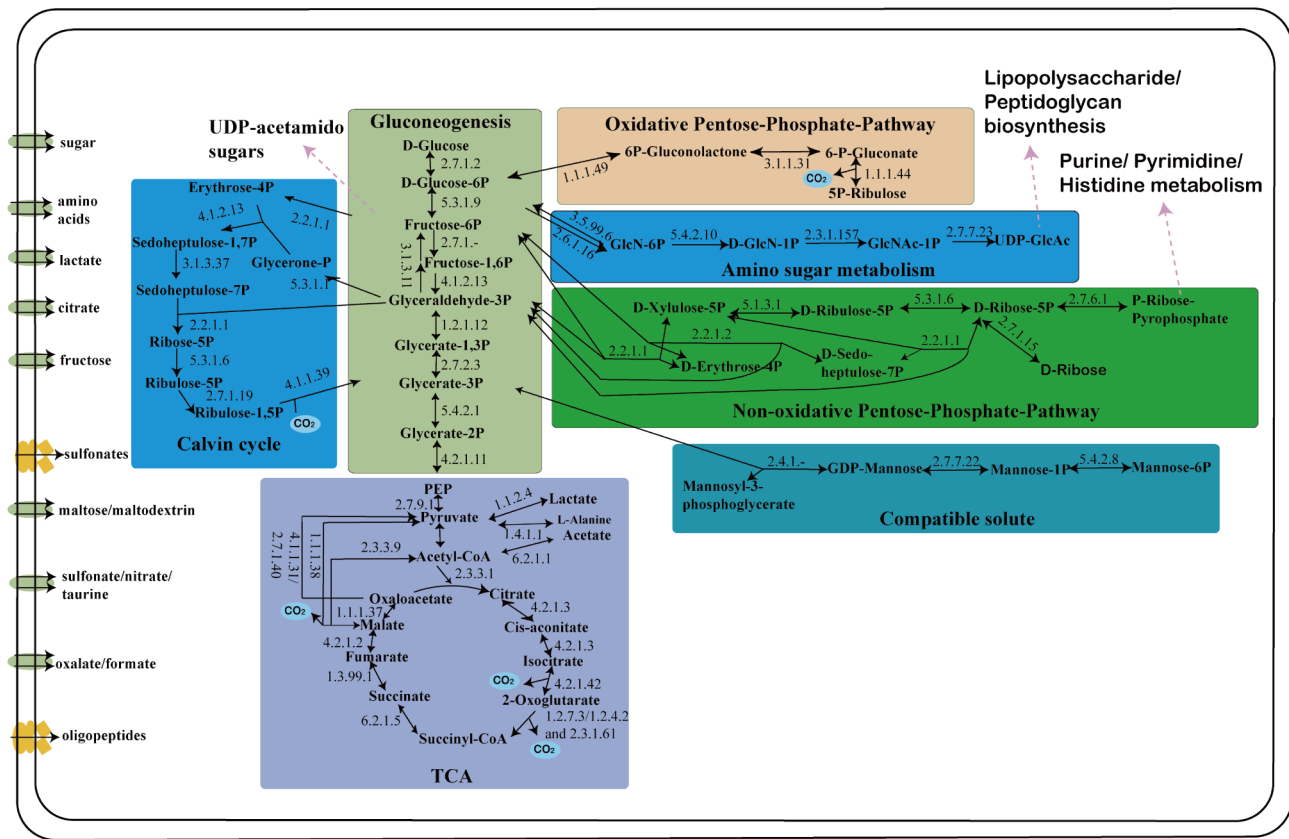 Lipopolysaccharide/
Peptidoglycan
biosynthesis
Purine/ Pyrimidine/
Histidine metabolism
UDP-acetamido
sugars
sugar
amino
acids
lactate
citrate
fructose
sulfonates
maltose/maltodextrin
sulfonate/nitrate/
taurine
oxalate/formate
oligopeptides
Erythrose-4P
4.1.2.13
2.2.1.1
Sedoheptulose-1,7P
3.1.3.37
Glycerone-P
5.3.1.1
Sedoheptulose-7P
2.2.1.1
Ribose-5P
5.3.1.6
Ribulose-5P
2.7.1.19
4.1.1.39
Ribulose-1,5P
CO₂
Calvin cycle
Gluconeogenesis
D-Glucose
2.7.1.2
D-Glucose-6P
5.3.1.9
Fructose-6P
2.7.1.-
3.1.3.11
Fructose-1,6P
4.1.2.13
Glyceraldehyde-3P
1.2.1.12
Glycerate-1,3P
2.7.2.3
Glycerate-3P
5.4.2.1
Glycerate-2P
4.2.1.11
Oxidative Pentose-Phosphate-Pathway
1.1.1.49
6P-Gluconolactone
3.1.1.31
6-P-Gluconate
CO₂
1.1.1.44
5P-Ribulose
3.5.99.6
2.6.1.16
GlcN-6P
5.4.2.10
D-GlcN-1P
2.3.1.157
GlcNAc-1P
2.7.7.23
UDP-GlcAc
Amino sugar metabolism
D-Xylulose-5P
5.1.3.1
D-Ribulose-5P
5.3.1.6
D-Ribose-5P
2.7.6.1
P-Ribose-
Pyrophosphate
2.2.1.1
2.2.1.2
2.2.1.1
2.7.1.15
D-Erythrose-4P
D-Sedo-
heptulose-7P
D-Ribose
Non-oxidative Pentose-Phosphate-Pathway
2.4.1.-
GDP-Mannose
2.7.7.22
Mannose-1P
5.4.2.8
Mannose-6P
Mannosyl-3-
phosphoglycerate
Compatible solute
PEP
2.7.9.1
Pyruvate
1.1.2.4
Lactate
L-Alanine
1.4.1.1
Acetate
6.2.1.1
1.1.1.38
4.1.1.31/
2.7.1.40
2.3.3.9
Acetyl-CoA
2.3.3.1
Oxaloacetate
Citrate
CO₂
1.1.1.37
Malate
4.2.1.3
Cis-aconitate
4.2.1.2
4.2.1.3
Fumarate
Isocitrate
1.3.99.1
CO₂
4.2.1.42
Succinate
2-Oxoglutarate
1.2.7.3/1.2.4.2
and 2.3.1.61
6.2.1.5
Succinyl-CoA
CO₂
TCA